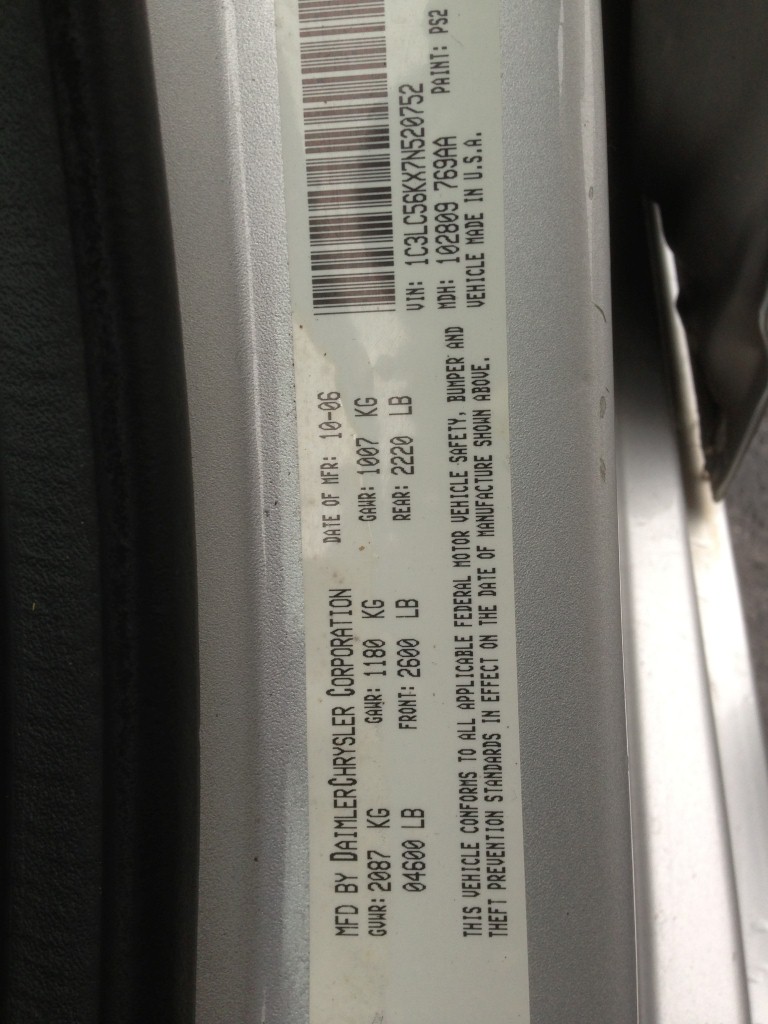 MFD BY DAIMLERCHRYSLER CORPORATION DATE OF MFR: 10-06
GVWR: 2087 KG GAWR: 1180 KG GAWR: 1007 KG
04600 LB FRONT: 2600 LB REAR: 2220 LB
VIN: 1C3LC56KX7N520752
MDH: 102809 769AA PAINT: PS2
VEHICLE MADE IN U.S.A.
THIS VEHICLE CONFORMS TO ALL APPLICABLE FEDERAL MOTOR VEHICLE SAFETY, BUMPER AND
THEFT PREVENTION STANDARDS IN EFFECT ON THE DATE OF MANUFACTURE SHOWN ABOVE.